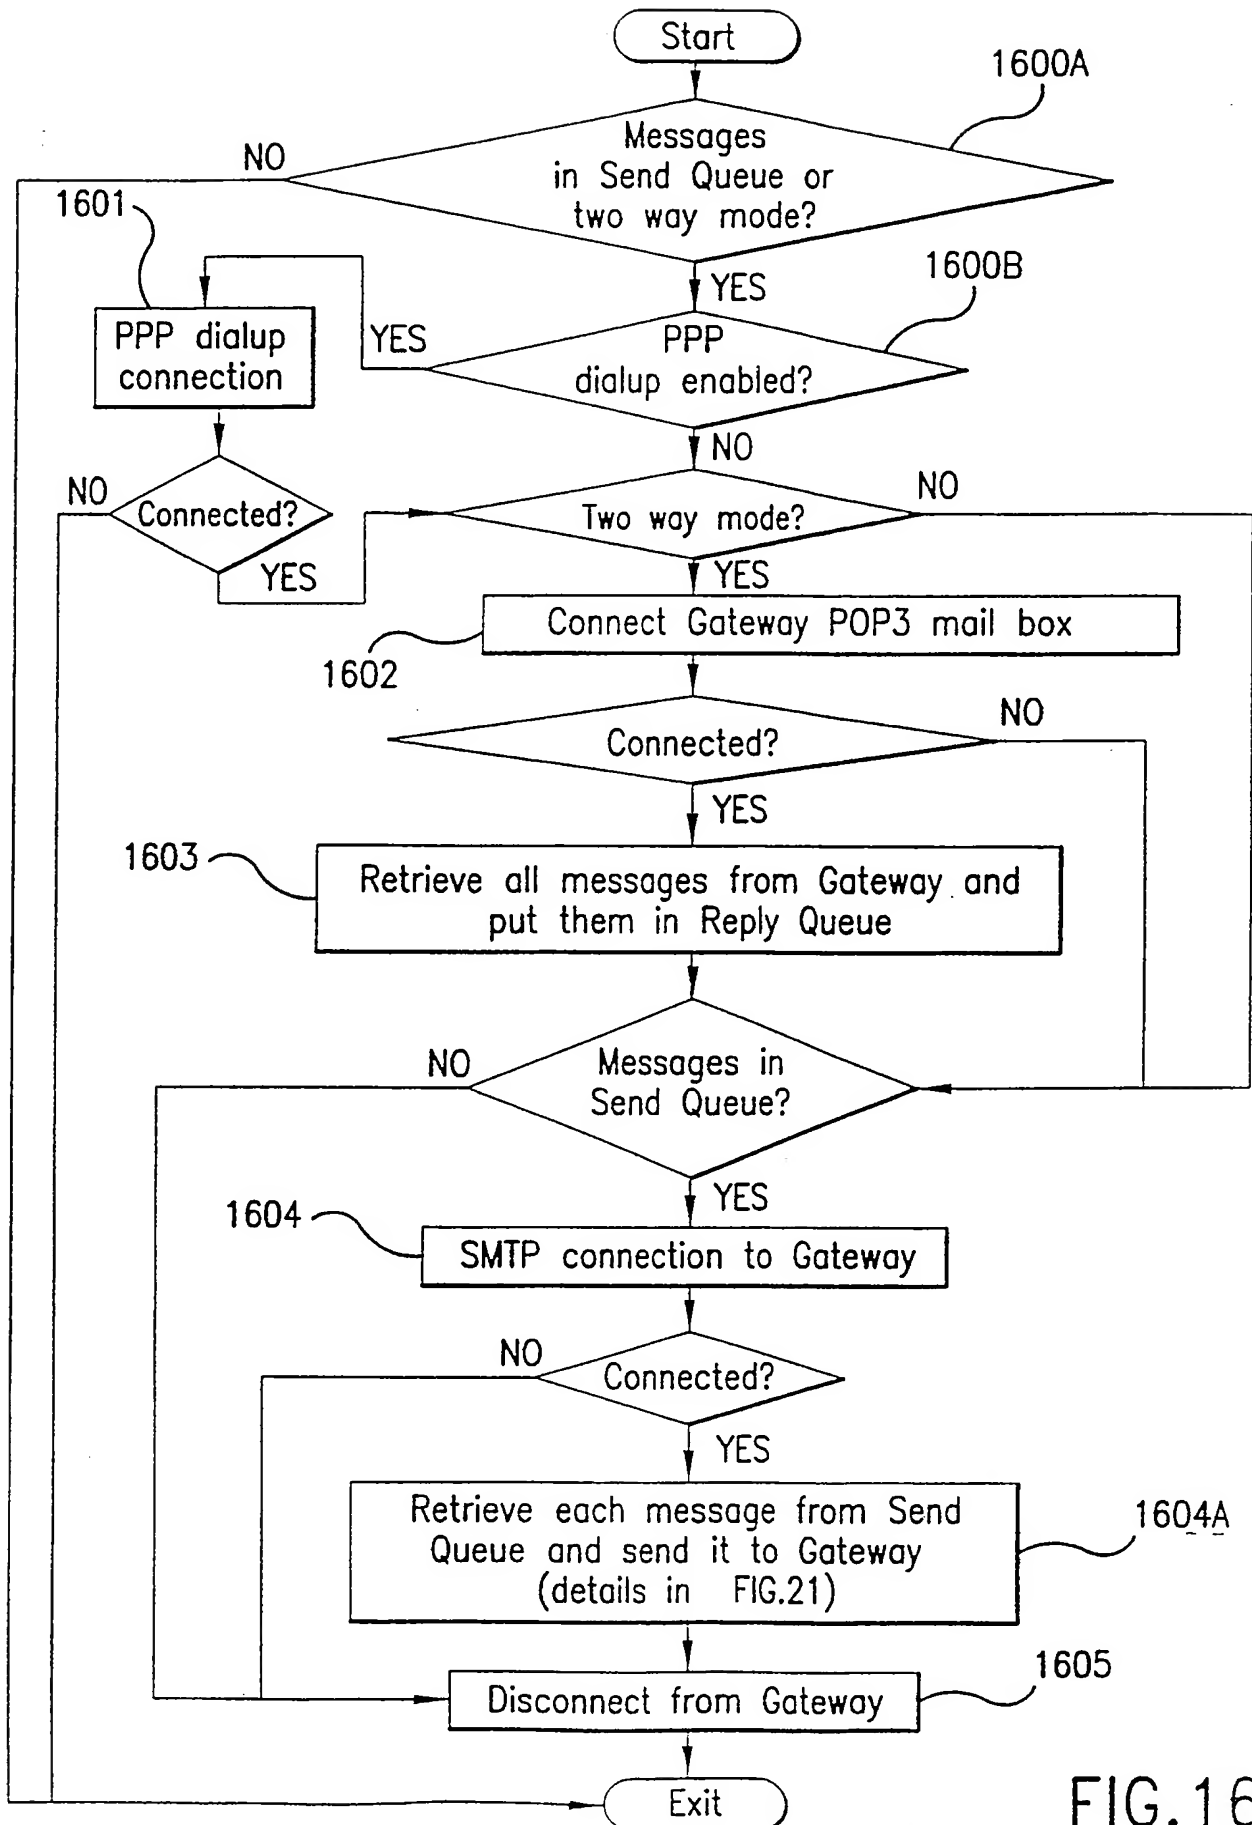 Start
1600A
Messages
in Send Queue or
two way mode?
NO
1601
YES
1600B
PPP dialup
connection
YES
PPP
dialup enabled?
NO
NO
Connected?
YES
Two way mode?
NO
YES
Connect Gateway POP3 mail box
1602
Connected?
NO
YES
1603
Retrieve all messages from Gateway and
put them in Reply Queue
NO
Messages in
Send Queue?
YES
1604
SMTP connection to Gateway
NO
Connected?
YES
Retrieve each message from Send
Queue and send it to Gateway
(details in FIG.21)
1604A
1605
Disconnect from Gateway
Exit
FIG.16